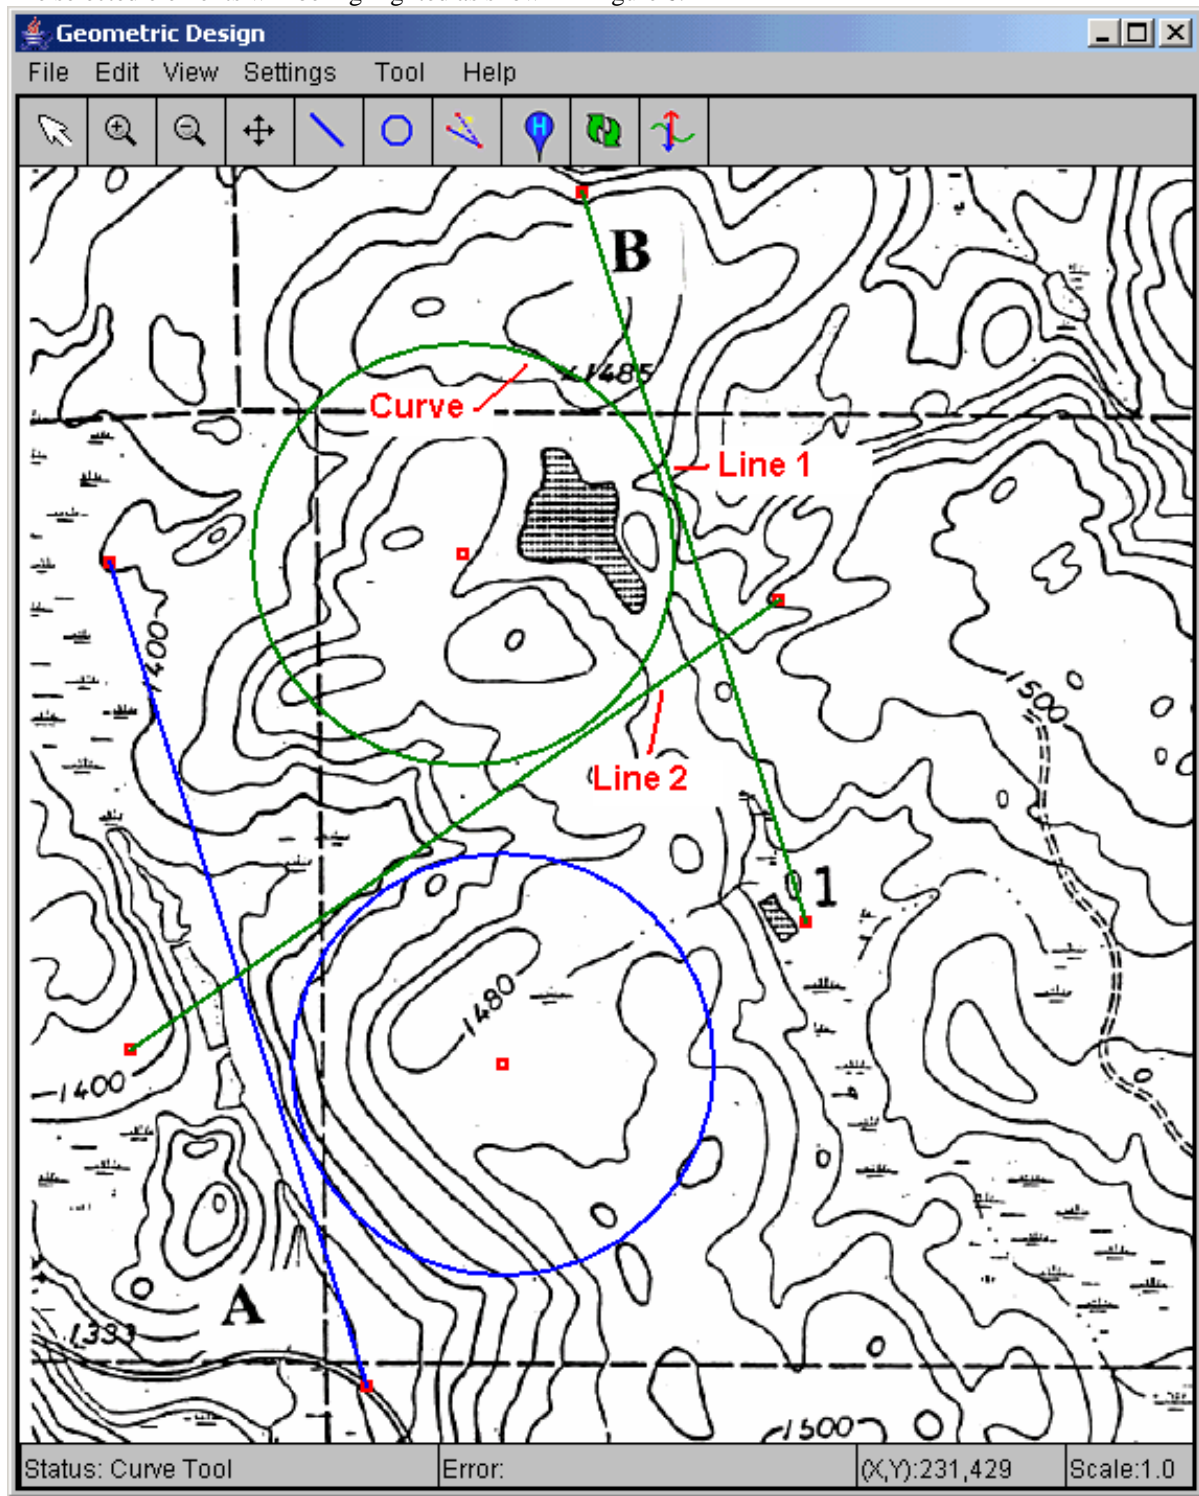 Geometric Design
File Edit View Settings Tool Help
H
B
1485
Curve
Line 1
1400
1500
Line 2
1
1480
1400
A
1333
1500
Status: Curve Tool Error: (X,Y):231,429 Scale:1.0